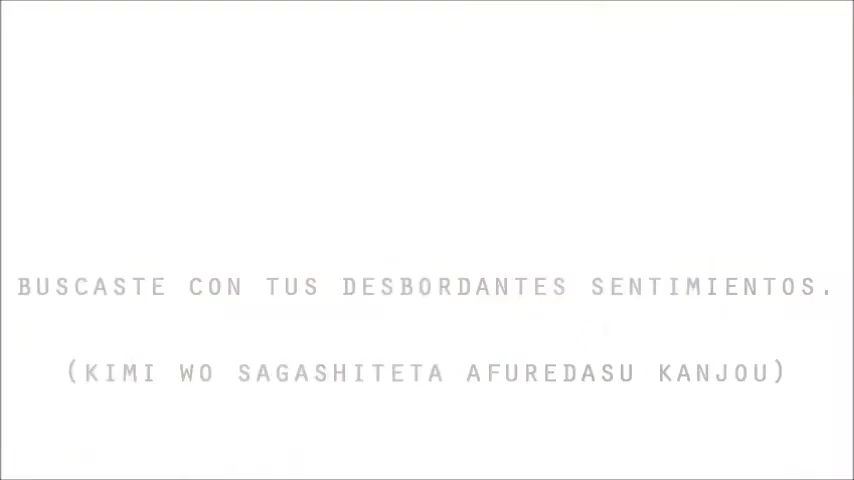 BUSCASTE CON TUS DESBORDANTES SENTIMIENTOS.
(KIMI WO SAGASHITETA AFUREDASU KANJOU)